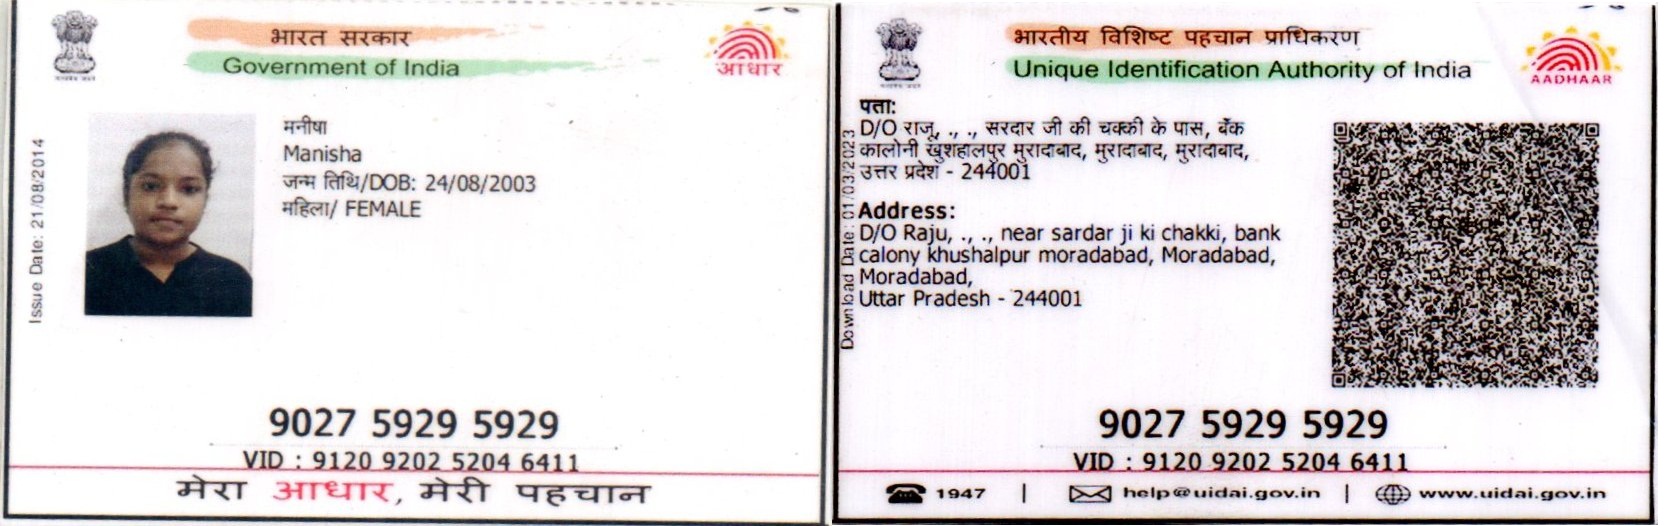 भारत सरकार
Government of India
आधार
Issue Date: 21/08/2014
मनीषा
Manisha
जन्म तिथि/DOB: 24/08/2003
महिला/ FEMALE
9027 5929 5929
VID : 9120 9202 5204 6411
मेरा आधार, मेरी पहचान
भारतीय विशिष्ट पहचान प्राधिकरण
Unique Identification Authority of India
AADHAAR
Download Date: 01/03/2023
पता:
D/O राजू, ., ., सरदार जी की चक्की के पास, बैंक
कालोनी खुशहालपुर मुरादाबाद, मुरादाबाद, मुरादाबाद,
उत्तर प्रदेश - 244001
Address:
D/O Raju, ., ., near sardar ji ki chakki, bank
calony khushalpur moradabad, Moradabad,
Moradabad,
Uttar Pradesh - 244001
9027 5929 5929
VID : 9120 9202 5204 6411
1947 | help@uidai.gov.in | www.uidai.gov.in